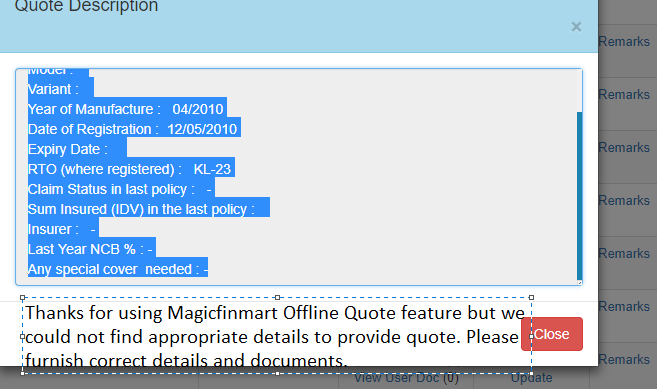 Quote Description
×
Remarks
Model :
Variant :
Remarks
Year of Manufacture : 04/2010
Date of Registration : 12/05/2010
Expiry Date :
Remarks
RTO (where registered) : KL-23
Claim Status in last policy : -
Remarks
Sum Insured (IDV) in the last policy :
Insurer : -
Last Year NCB % : -
Remarks
Any special cover needed : -
Remarks
Thanks for using Magicfinmart Offline Quote feature but we
could not find appropriate details to provide quote. Please
Close
furnish correct details and documents.
Remarks
View User Doc (0)
Update